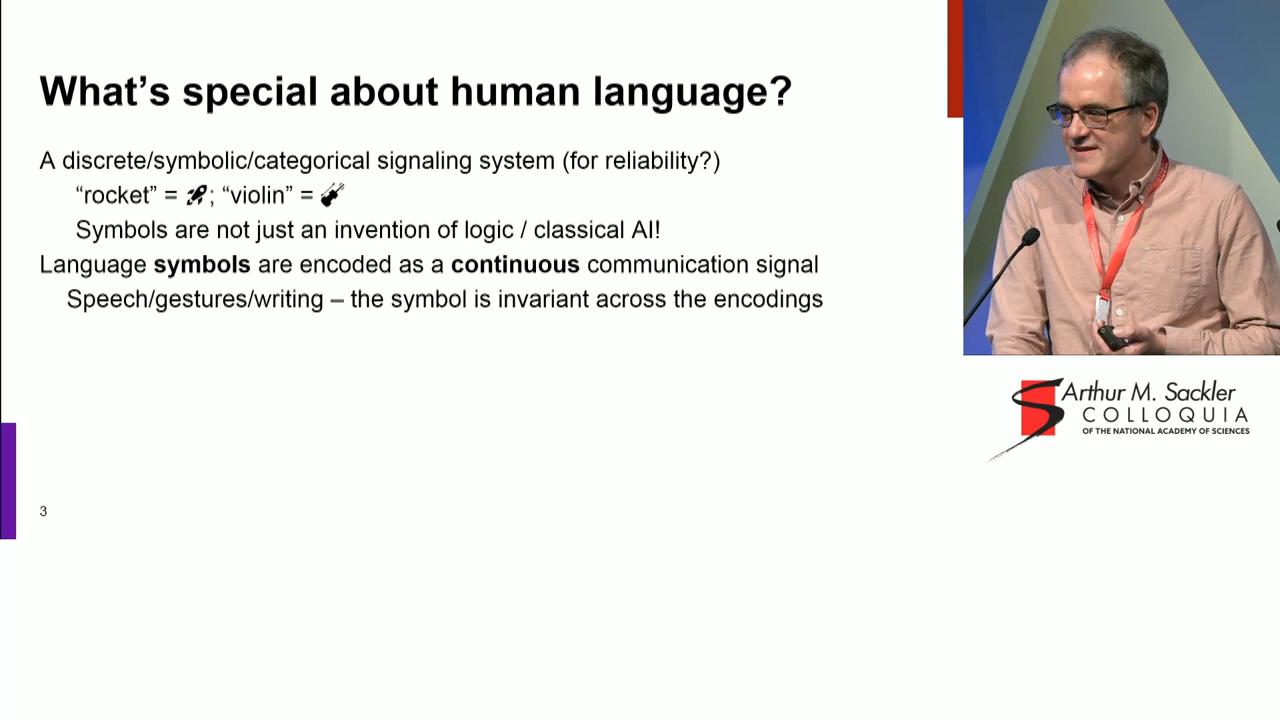 What’s special about human language?
A discrete/symbolic/categorical signaling system (for reliability?)
“rocket” = 🚀; “violin” = 🎻
Symbols are not just an invention of logic / classical AI!
Language symbols are encoded as a continuous communication signal
Speech/gestures/writing – the symbol is invariant across the encodings
3
Arthur M. Sackler
COLLOQUIA
OF THE NATIONAL ACADEMY OF SCIENCES